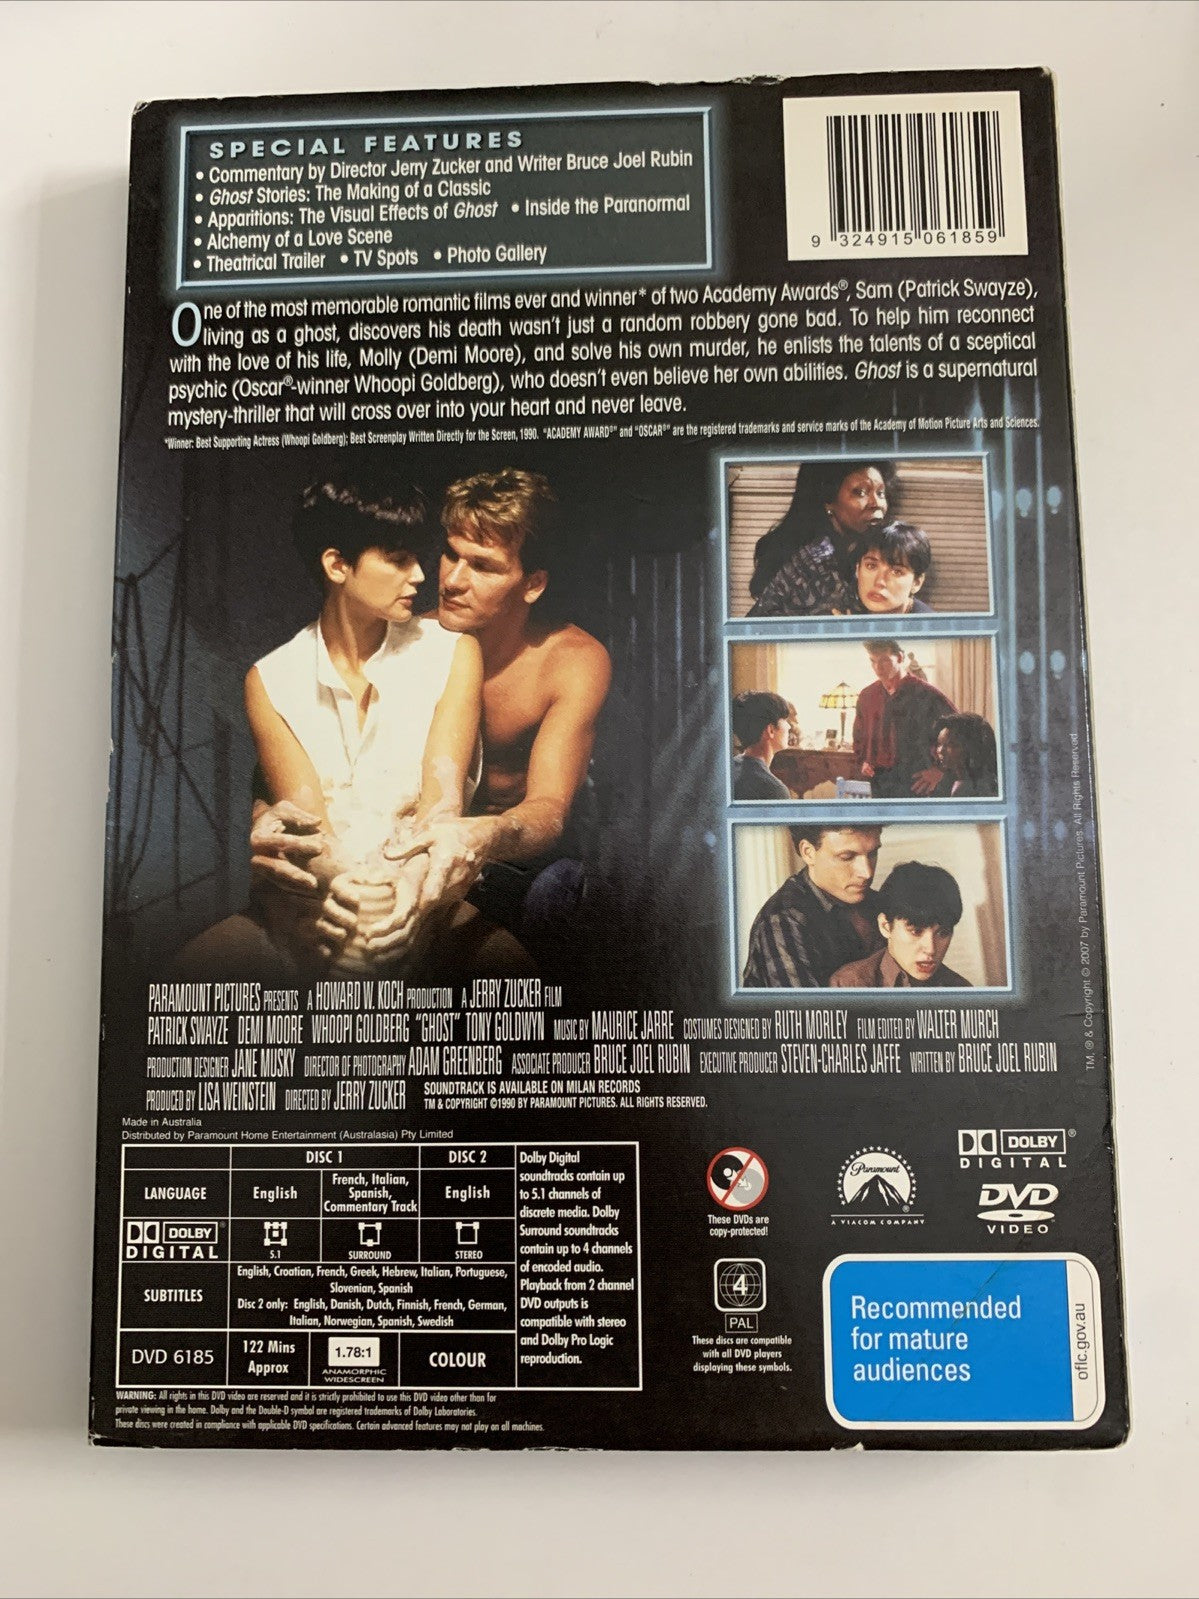 SPECIAL FEATURES
• Commentary by Director Jerry Zucker and Writer Bruce Joel Rubin
• Ghost Stories: The Making of a Classic
• Apparitions: The Visual Effects of Ghost • Inside the Paranormal
• Alchemy of a Love Scene
• Theatrical Trailer • TV Spots • Photo Gallery
9 324915 061859
One of the most memorable romantic films ever and winner* of two Academy Awards®, Sam (Patrick Swayze),
living as a ghost, discovers his death wasn't just a random robbery gone bad. To help him reconnect
with the love of his life, Molly (Demi Moore), and solve his own murder, he enlists the talents of a sceptical
psychic (Oscar®-winner Whoopi Goldberg), who doesn't even believe her own abilities. Ghost is a supernatural
mystery-thriller that will cross over into your heart and never leave.
*Winner: Best Supporting Actress (Whoopi Goldberg); Best Screenplay Written Directly for the Screen, 1990. "ACADEMY AWARD®" and "OSCAR®" are the registered trademarks and service marks of the Academy of Motion Picture Arts and Sciences.
TM, ® & Copyright © 2007 by Paramount Pictures. All Rights Reserved.
PARAMOUNT PICTURES PRESENTS A HOWARD W. KOCH PRODUCTION A JERRY ZUCKER FILM
PATRICK SWAYZE DEMI MOORE WHOOPI GOLDBERG "GHOST" TONY GOLDWYN MUSIC BY MAURICE JARRE COSTUMES DESIGNED BY RUTH MORLEY FILM EDITED BY WALTER MURCH
PRODUCTION DESIGNER JANE MUSKY DIRECTOR OF PHOTOGRAPHY ADAM GREENBERG ASSOCIATE PRODUCER BRUCE JOEL RUBIN EXECUTIVE PRODUCER STEVEN-CHARLES JAFFE WRITTEN BY BRUCE JOEL RUBIN
PRODUCED BY LISA WEINSTEIN DIRECTED BY JERRY ZUCKER
SOUNDTRACK IS AVAILABLE ON MILAN RECORDS
TM & COPYRIGHT ©1990 BY PARAMOUNT PICTURES. ALL RIGHTS RESERVED.
Made in Australia
Distributed by Paramount Home Entertainment (Australasia) Pty Limited
DISC 1 DISC 2
LANGUAGE English French, Italian, Spanish, Commentary Track English
DOLBY® DIGITAL 5.1 SURROUND STEREO
SUBTITLES
English, Croatian, French, Greek, Hebrew, Italian, Portuguese,
Slovenian, Spanish
Disc 2 only: English, Danish, Dutch, Finnish, French, German,
Italian, Norwegian, Spanish, Swedish
DVD 6185
122 Mins
Approx
1.78:1
ANAMORPHIC
WIDESCREEN
COLOUR
Dolby Digital
soundtracks contain up
to 5.1 channels of
discrete media. Dolby
Surround soundtracks
contain up to 4 channels
of encoded audio.
Playback from 2 channel
DVD outputs is
compatible with stereo
and Dolby Pro Logic
reproduction.
WARNING: All rights in this DVD video are reserved and it is strictly prohibited to use this DVD video other than for
private viewing in the home. Dolby and the Double-D symbol are registered trademarks of Dolby Laboratories.
These discs were created in compliance with applicable DVD specifications. Certain advanced features may not play on all machines.
These DVDs are
copy-protected!
4
PAL
These discs are compatible
with all DVD players
displaying these symbols.
Paramount
®
A VIACOM COMPANY
DOLBY®
DIGITAL
DVD
VIDEO
Recommended
for mature
audiences
oflc.gov.au